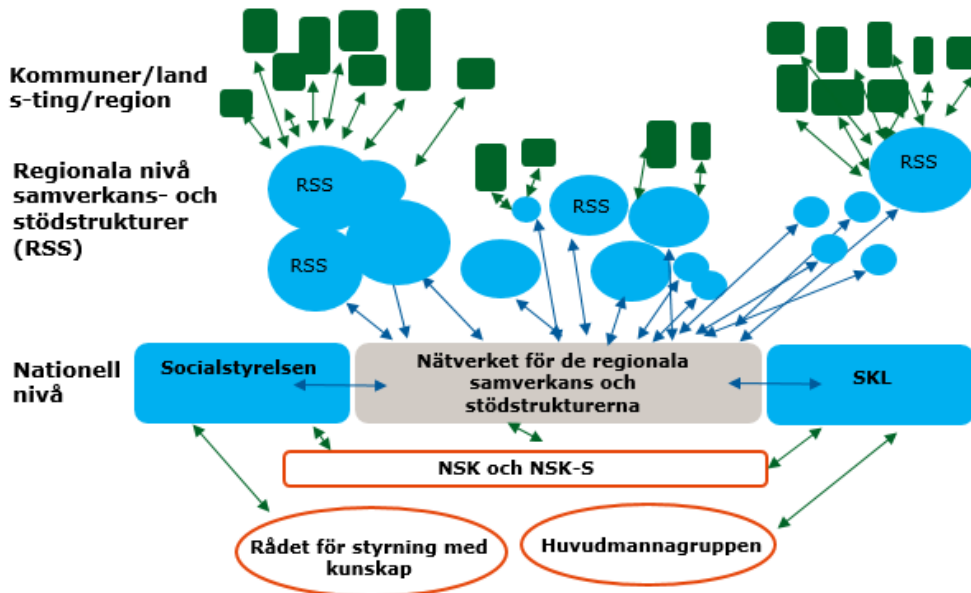 Kommuner/land
s-ting/region
Regionala nivå
samverkans- och
stödstrukturer
(RSS)
RSS
RSS
RSS
RSS
Nationell
nivå
Socialstyrelsen
Nätverket för de regionala
samverkans och
stödstrukturerna
SKL
NSK och NSK-S
Rådet för styrning med
kunskap
Huvudmannagruppen